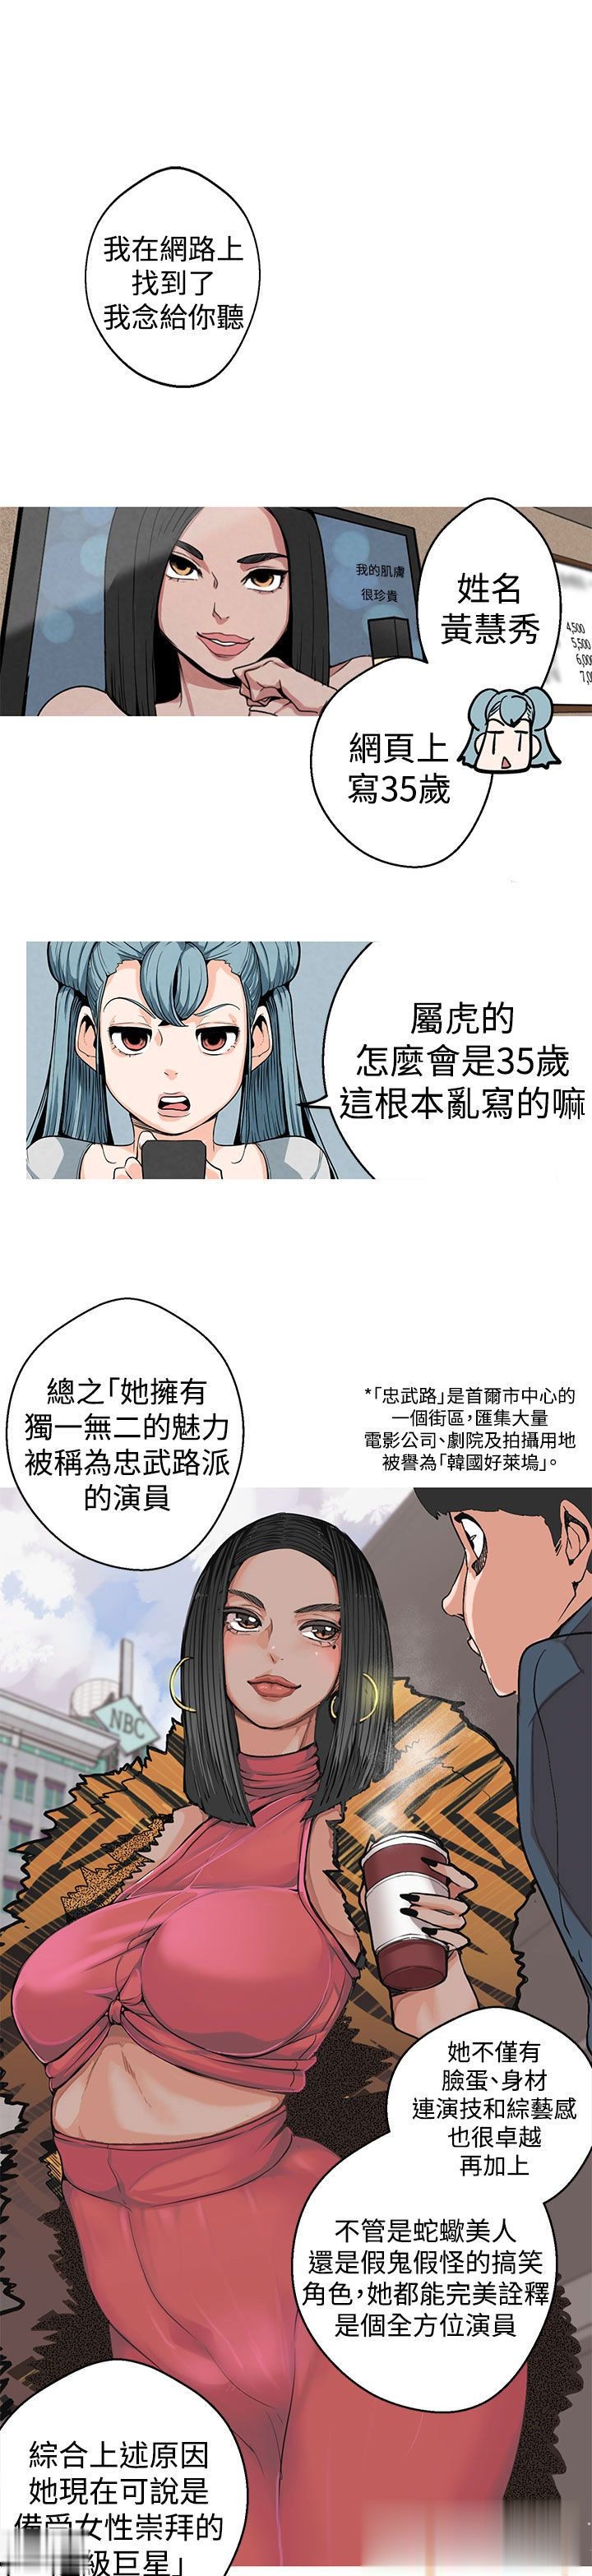 我在網路上
找到了
我念給你聽
我的肌膚
很珍貴
姓名
黃慧秀
4,500
5,500
網頁上
寫35歲
屬虎的
怎麼會是35歲
這根本亂寫的嘛
總之「她擁有
獨一無二的魅力
被稱為忠武路派
的演員
*「忠武路」是首爾市中心的
一個街區，匯集大量
電影公司、劇院及拍攝用地
被譽為「韓國好萊塢」。
NBC
她不僅有
臉蛋、身材
連演技和綜藝感
也很卓越
再加上
不管是蛇蠍美人
還是假鬼假怪的搞笑
角色，她都能完美詮釋
是個全方位演員
綜合上述原因
她現在可說是
備受女性崇拜的
級巨星」